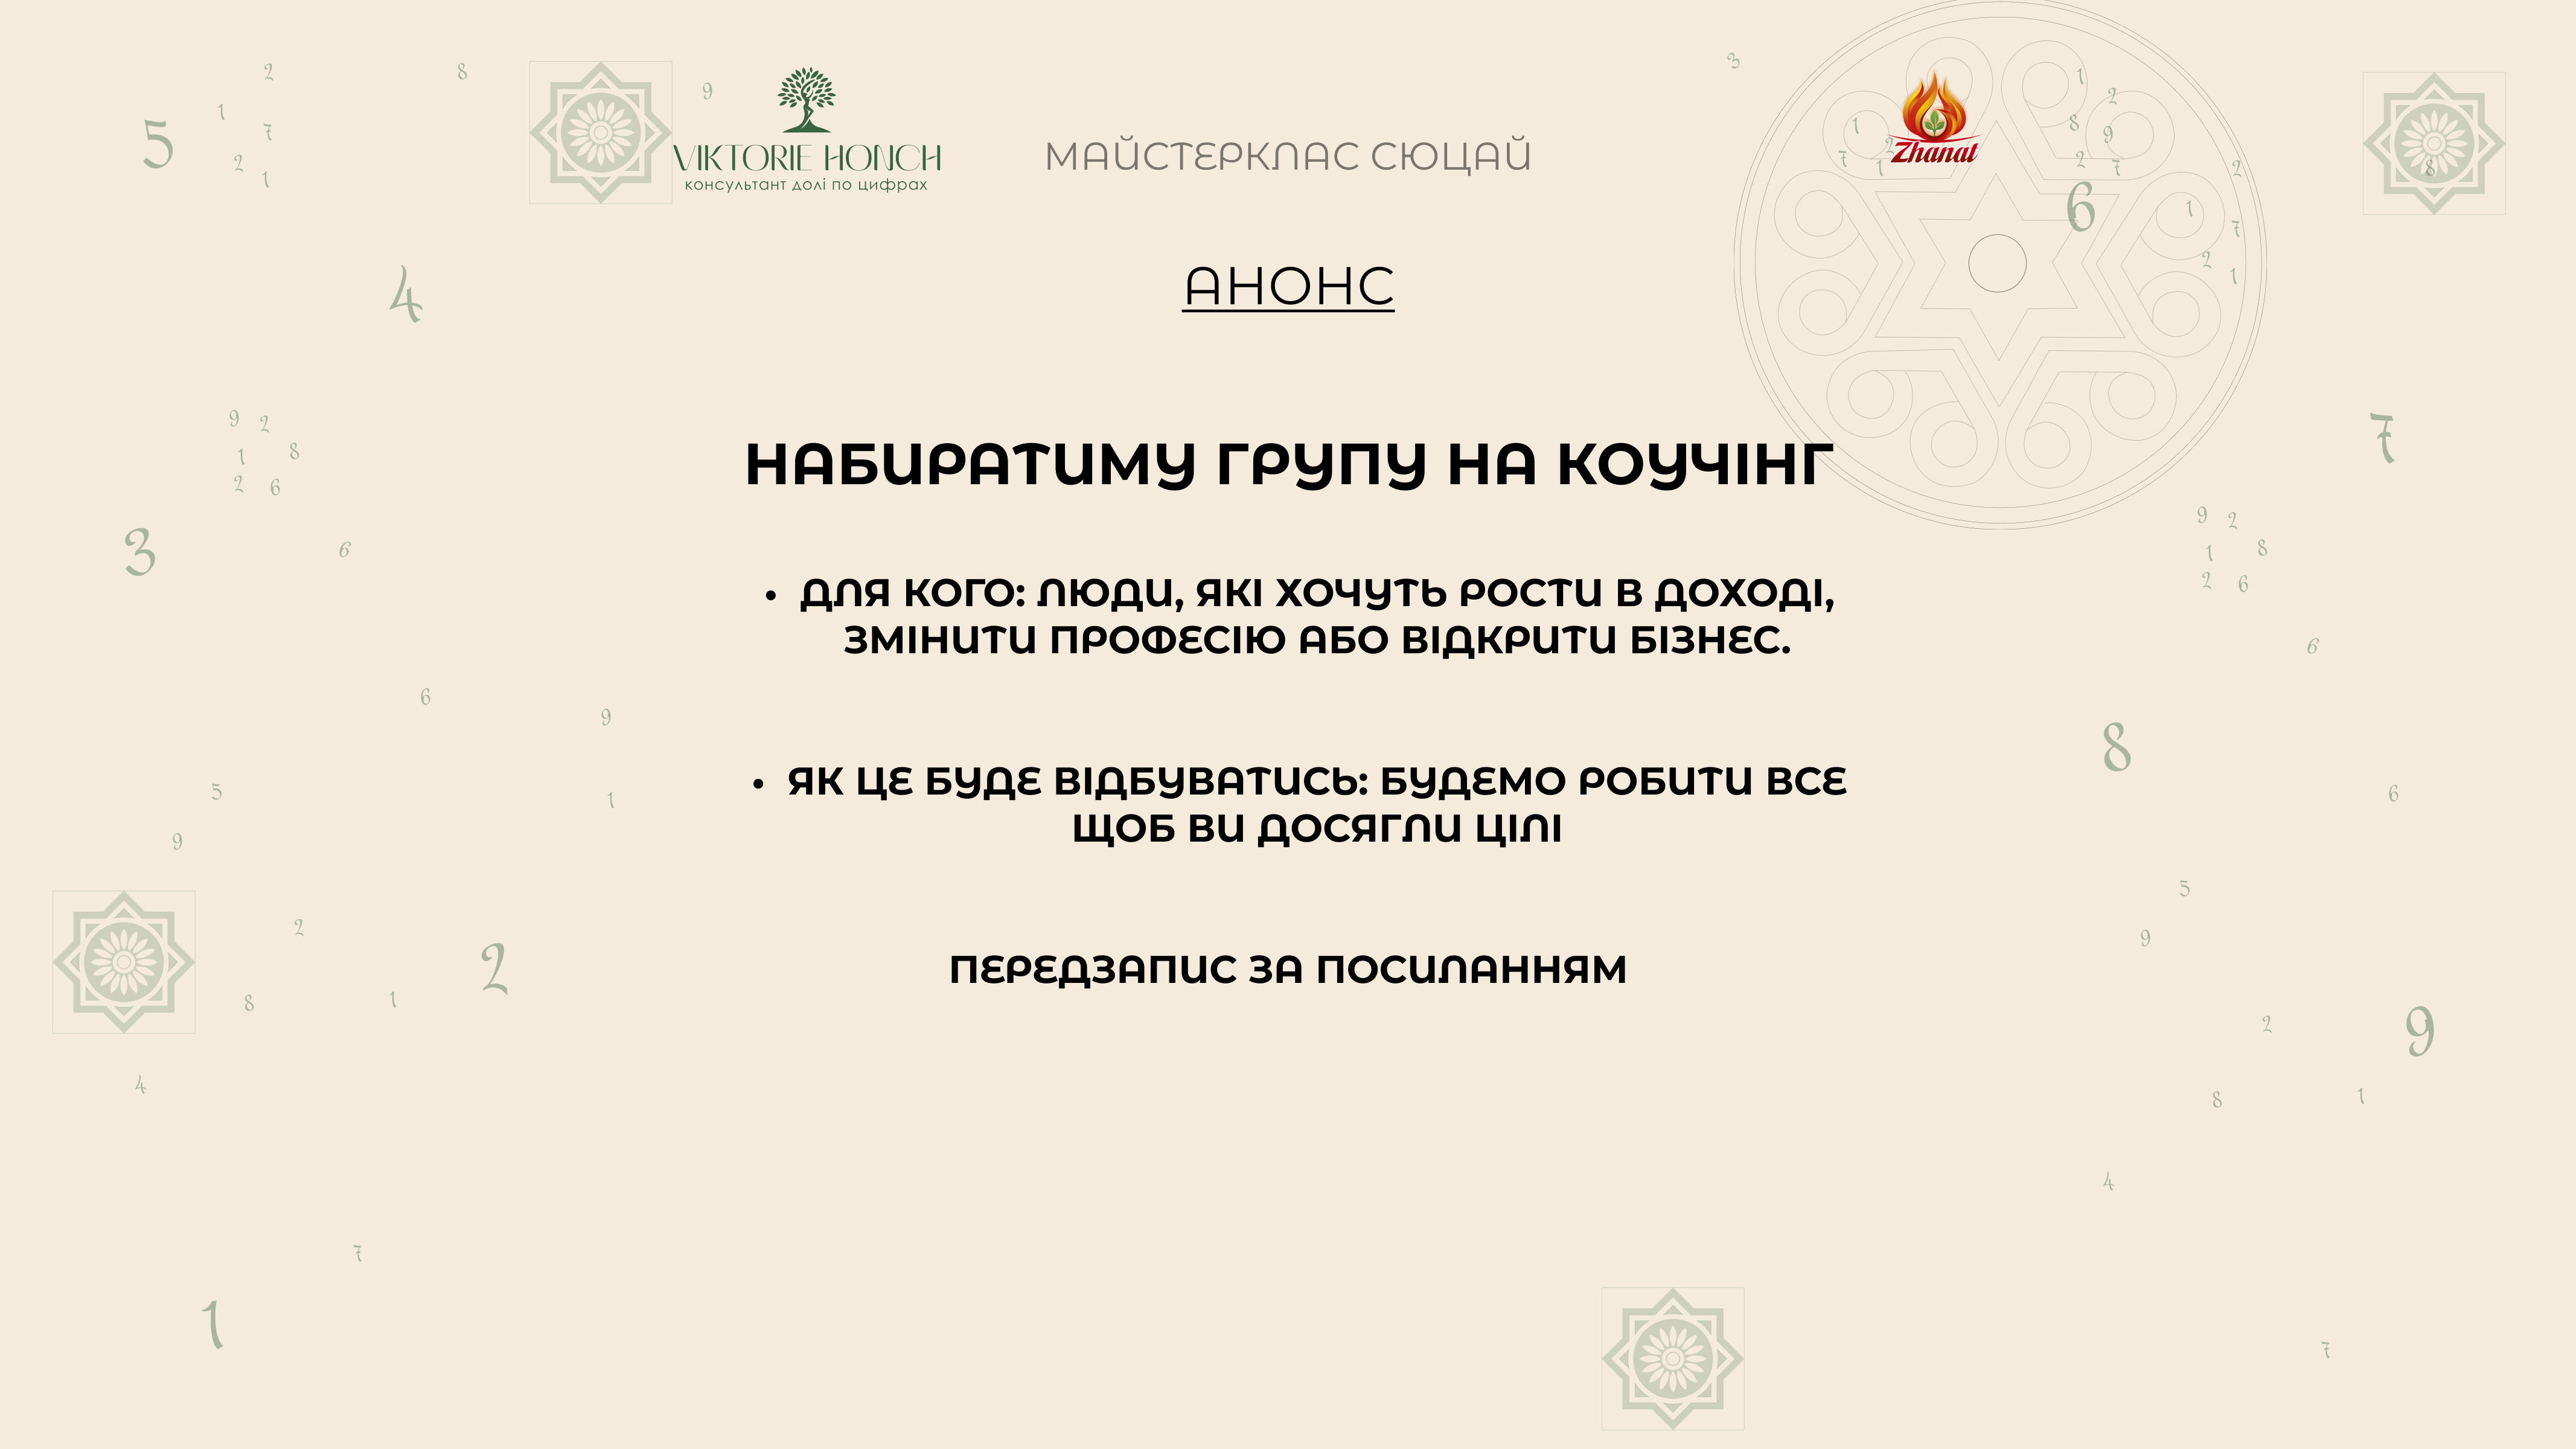 VIKTORIE HONCH
консультант долі по цифрах
МАЙСТЕРКЛАС СЮЦАЙ
Zhanat
АНОНС
НАБИРАТИМУ ГРУПУ НА КОУЧІНГ
• ДЛЯ КОГО: ЛЮДИ, ЯКІ ХОЧУТЬ РОСТИ В ДОХОДІ,
ЗМІНИТИ ПРОФЕСІЮ АБО ВІДКРИТИ БІЗНЕС.
• ЯК ЦЕ БУДЕ ВІДБУВАТИСЬ: БУДЕМО РОБИТИ ВСЕ
ЩОБ ВИ ДОСЯГЛИ ЦІЛІ
ПЕРЕДЗАПИС ЗА ПОСИЛАННЯМ